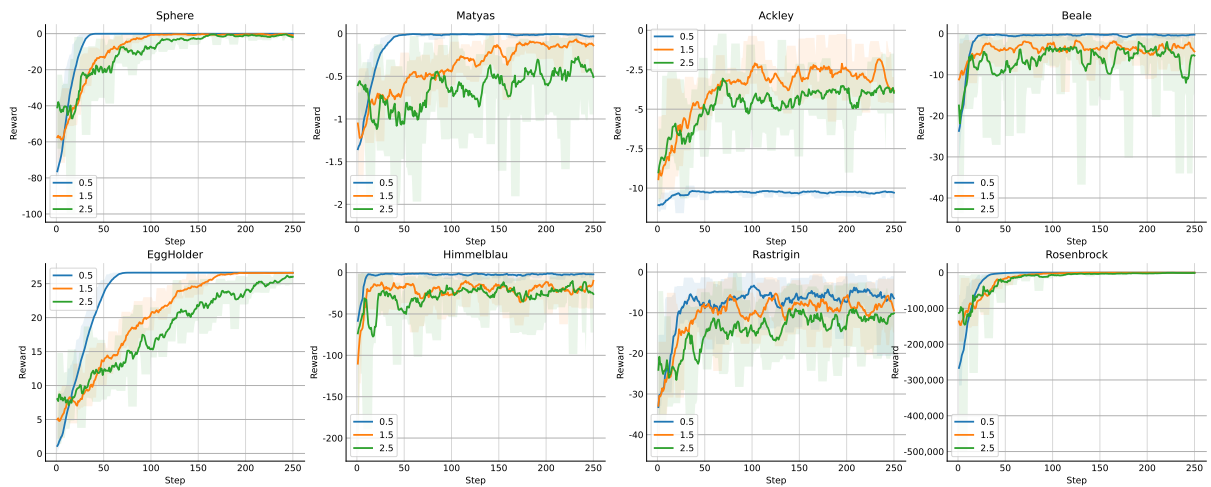 Sphere
Reward
0
-20
-40
-60
-80
-100
0.5
1.5
2.5
0 50 100 150 200 250
Step
Matyas
Reward
0
-0.5
-1
-1.5
-2
0.5
1.5
2.5
0 50 100 150 200 250
Step
Ackley
Reward
0
-2.5
-5
-7.5
-10
0.5
1.5
2.5
0 50 100 150 200 250
Step
Beale
Reward
0
-10
-20
-30
-40
0.5
1.5
2.5
0 50 100 150 200 250
Step
EggHolder
Reward
25
20
15
10
5
0
0.5
1.5
2.5
0 50 100 150 200 250
Step
Himmelblau
Reward
0
-50
-100
-150
-200
0.5
1.5
2.5
0 50 100 150 200 250
Step
Rastrigin
Reward
0
-10
-20
-30
-40
0.5
1.5
2.5
0 50 100 150 200 250
Step
Rosenbrock
Reward
0
-100,000
-200,000
-300,000
-400,000
-500,000
0.5
1.5
2.5
0 50 100 150 200 250
Step